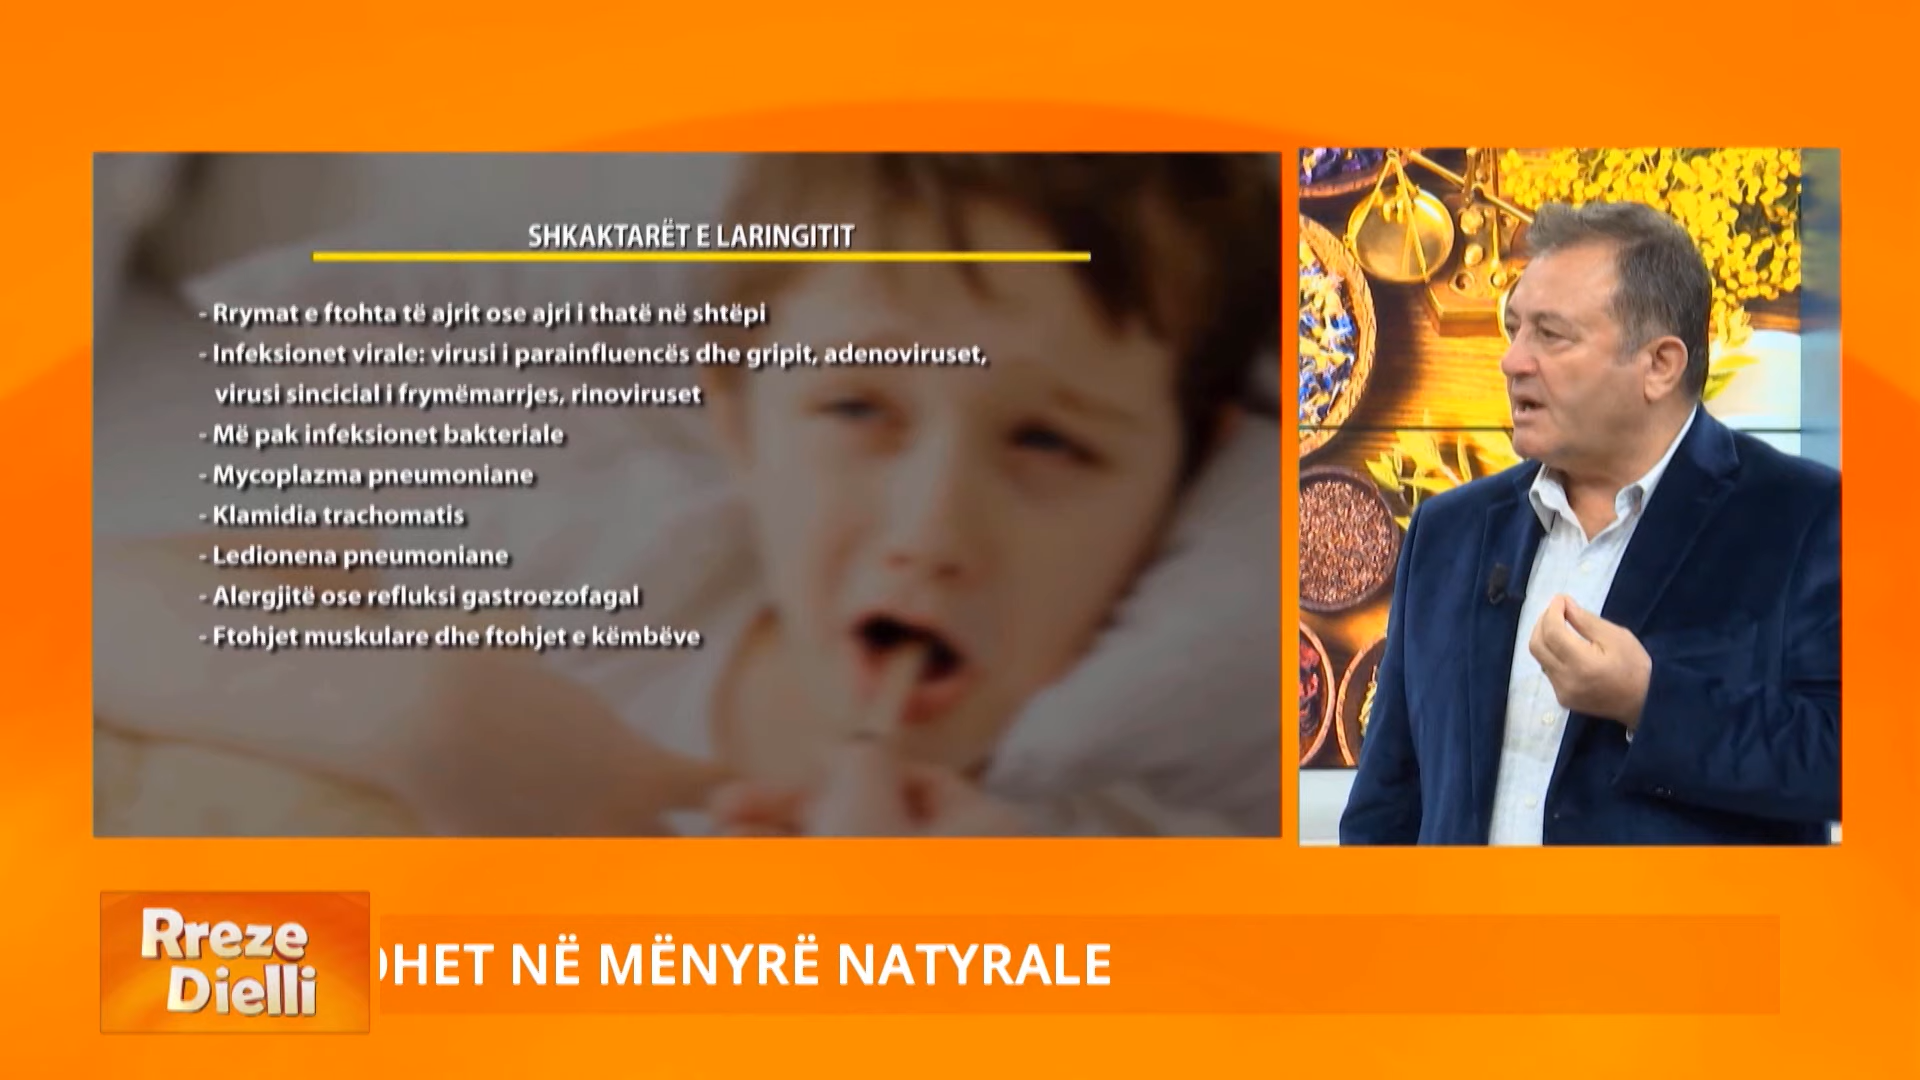 SHKAKTARËT E LARINGITIT
- Rrymat e ftohta të ajrit ose ajri i thatë në shtëpi
- Infeksionet virale: virusi i parainfluencës dhe gripit, adenoviruset,
virusi sincicial i frymëmarrjes, rinoviruset
- Më pak infeksionet bakteriale
- Mycoplazma pneumoniane
- Klamidia trachomatis
- Ledionena pneumoniane
- Alergjitë ose refluksi gastroezofagal
- Ftohjet muskulare dhe ftohjet e këmbëve
Rreze
Dielli
HET NË MËNYRË NATYRALE